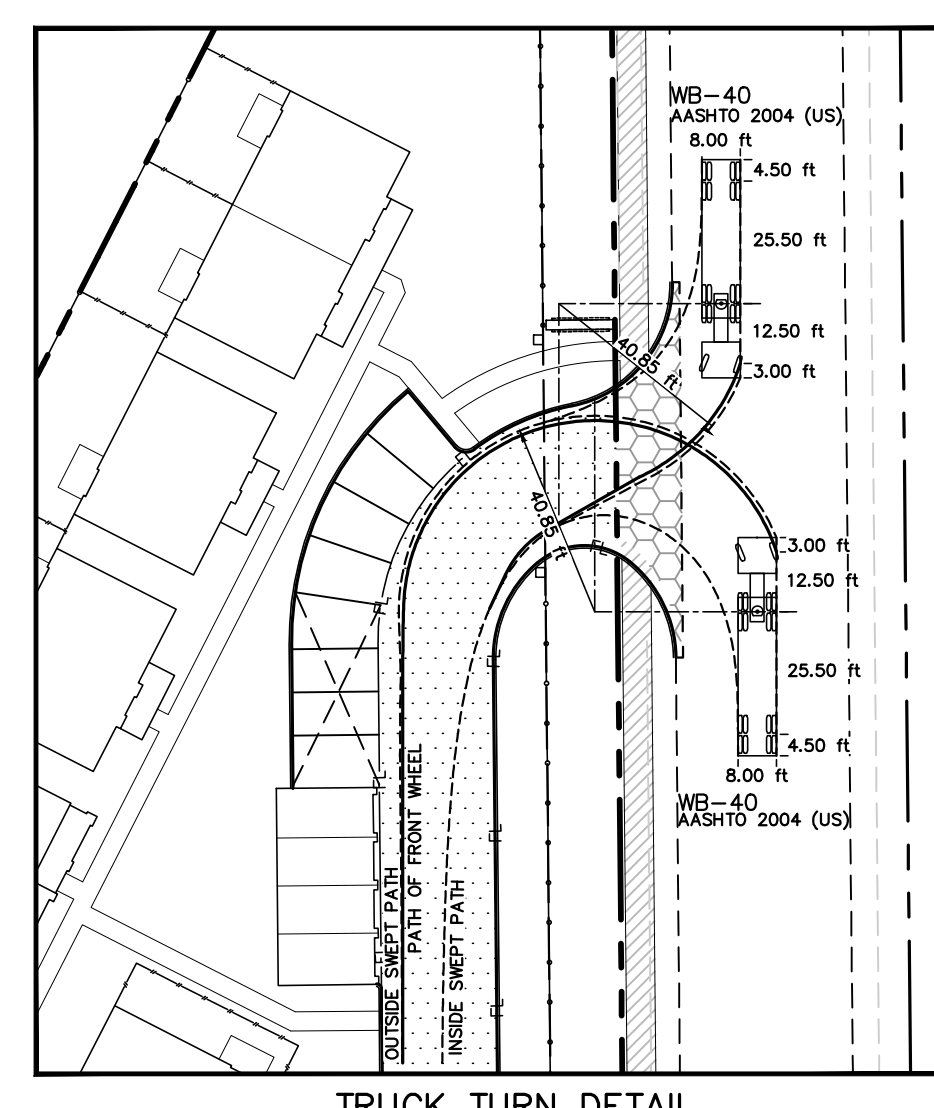 WB-40
AASHTO 2004 (US)
8.00 ft
4.50 ft
25.50 ft
12.50 ft
3.00 ft
40.85 ft
40.85 ft
3.00 ft
12.50 ft
25.50 ft
4.50 ft
8.00 ft
WB-40
AASHTO 2004 (US)
OUTSIDE SWEPT PATH
PATH OF FRONT WHEEL
INSIDE SWEPT PATH
TRUCK TURN DETAIL